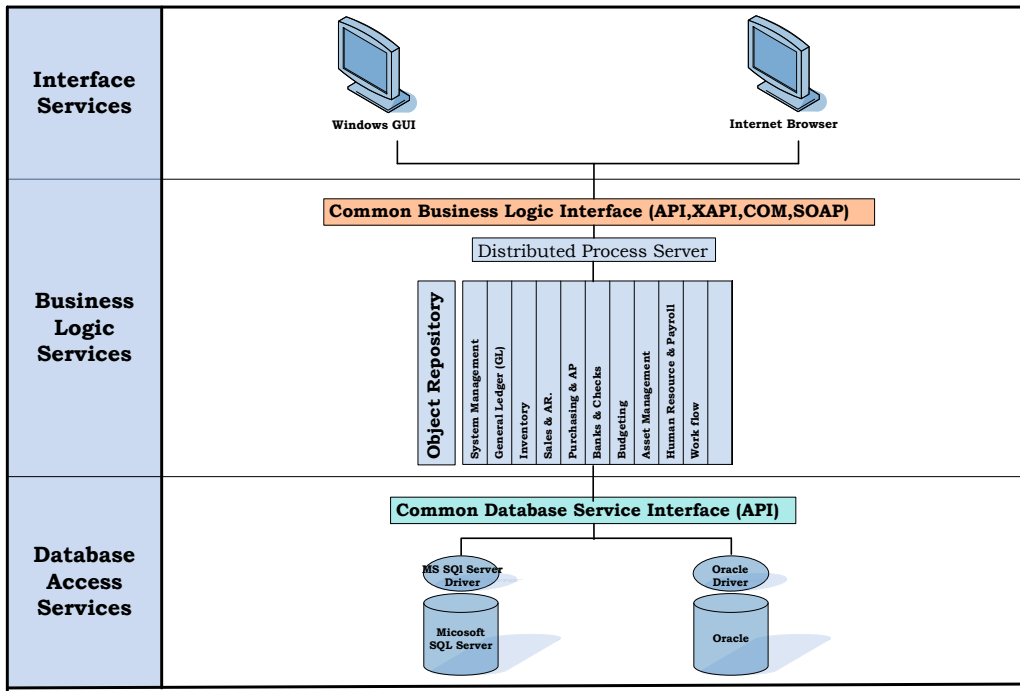 Interface
Services
Windows GUI
Internet Browser
Business
Logic
Services
Common Business Logic Interface (API,XAPI,COM,SOAP)
Distributed Process Server
Object Repository
System Management
General Ledger (GL)
Inventory
Sales & AR.
Purchasing & AP
Banks & Checks
Budgeting
Asset Management
Human Resource & Payroll
Work flow
Database
Access
Services
Common Database Service Interface (API)
MS SQl Server
Driver
Oracle
Driver
Micosoft
SQL Server
Oracle